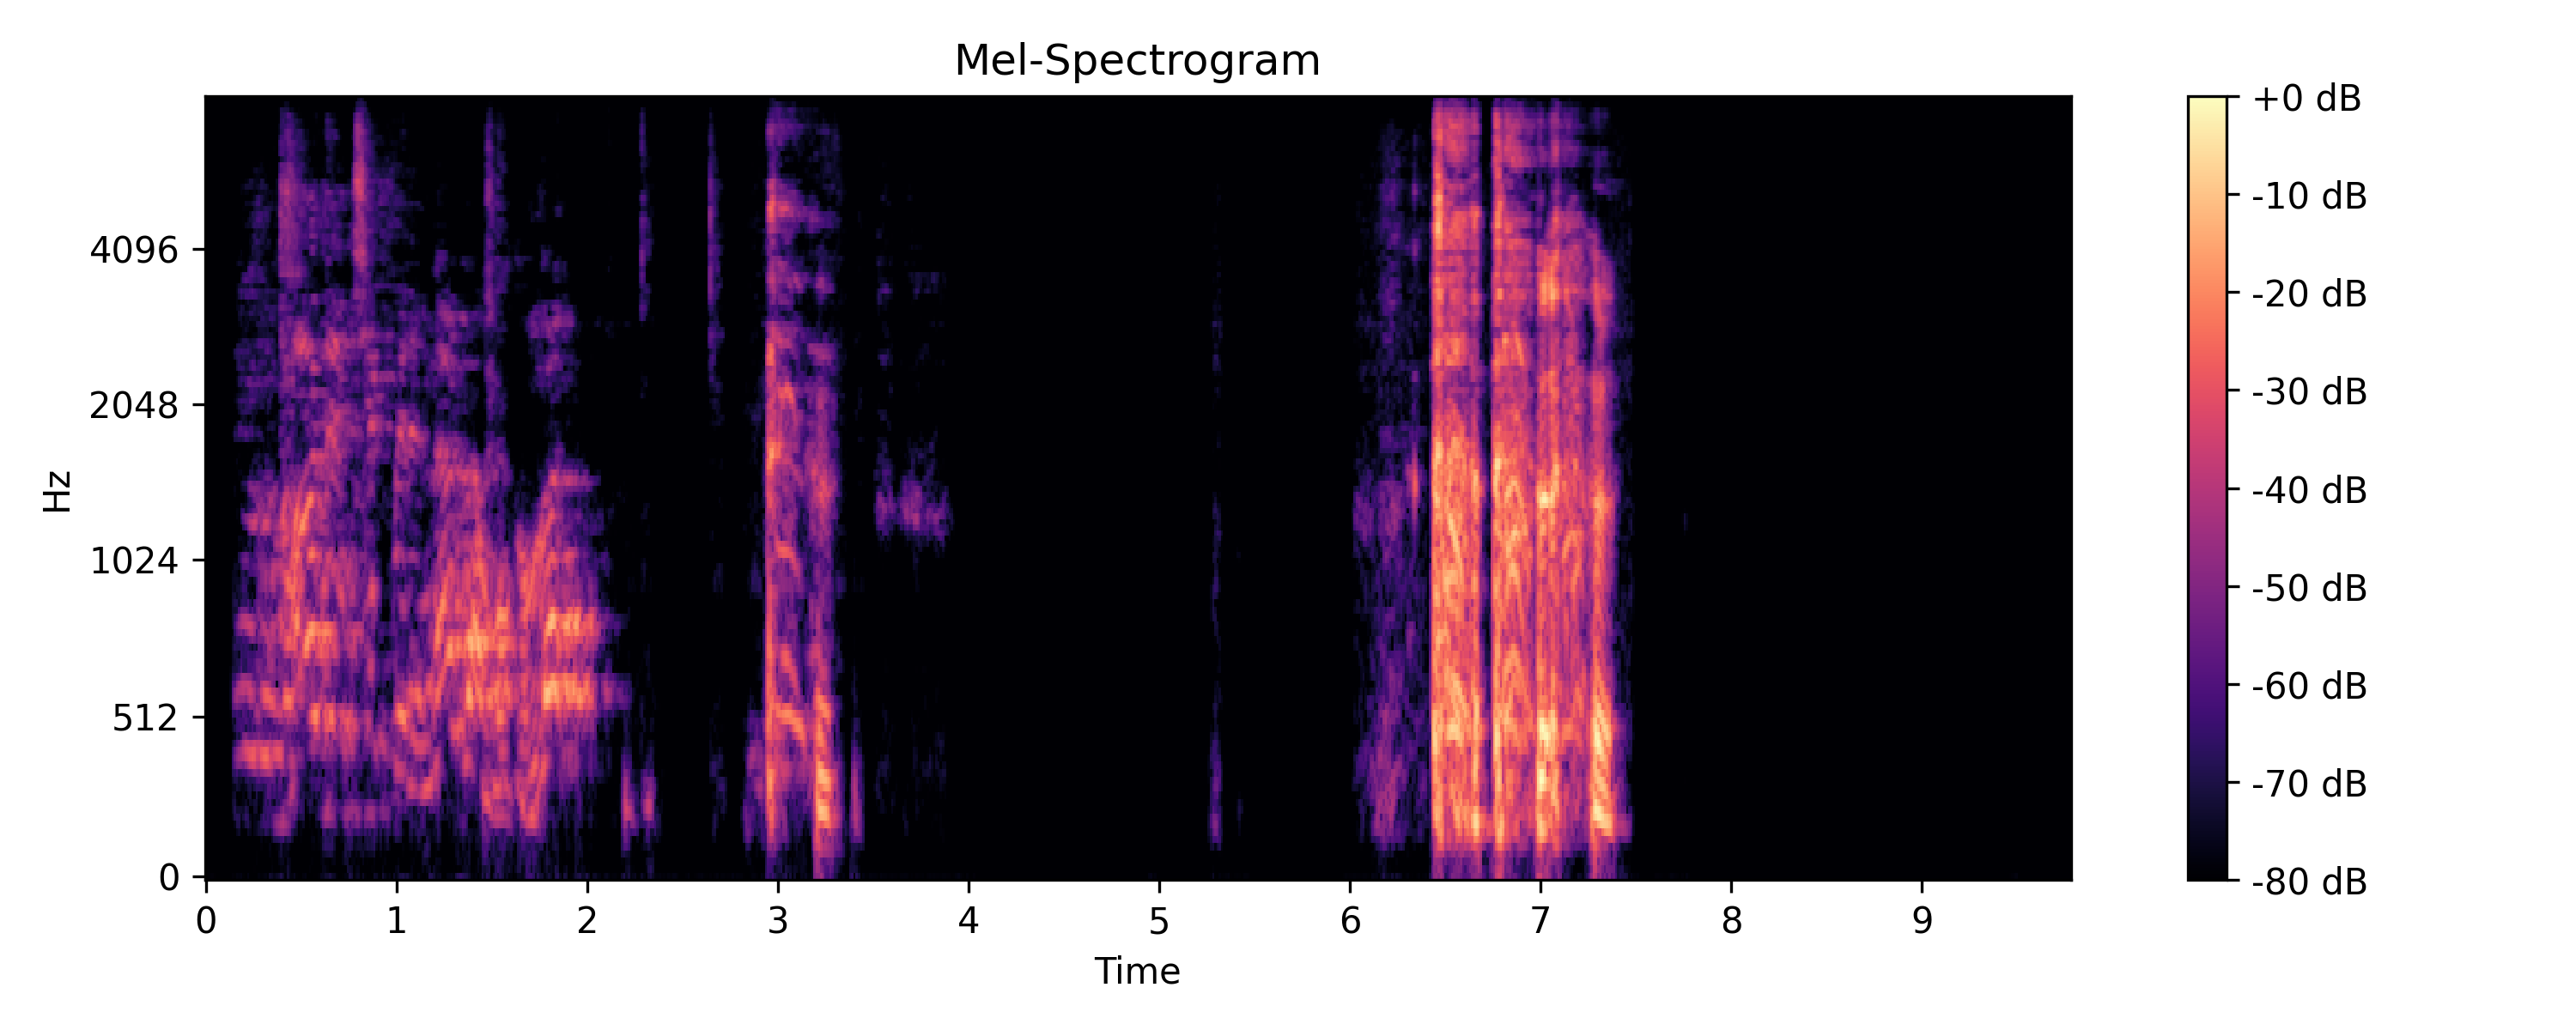 Mel-Spectrogram
+0 dB
-10 dB
-20 dB
-30 dB
-40 dB
-50 dB
-60 dB
-70 dB
-80 dB
Hz
4096
2048
1024
512
0
0 1 2 3 4 5 6 7 8 9
Time